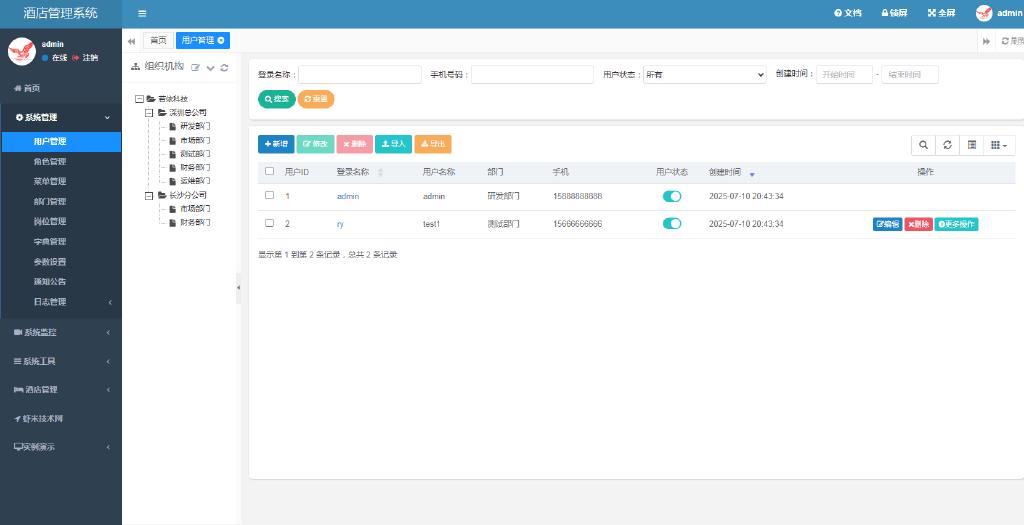 酒店管理系统
文档 锁屏 全屏 admin
admin
在线 注销
首页 用户管理
首页
系统管理
用户管理
角色管理
菜单管理
部门管理
岗位管理
字典管理
参数设置
通知公告
日志管理
系统监控
系统工具
酒店管理
虾米技术网
实例演示
组织机构
若依科技
深圳总公司
研发部门
市场部门
测试部门
财务部门
运维部门
长沙分公司
市场部门
财务部门
登录名称: 手机号码: 用户状态: 所有 创建时间: 开始时间 - 结束时间
搜索 重置
新增 修改 删除 导入 导出
用户ID 登录名称 用户名称 部门 手机 用户状态 创建时间 操作
1 admin admin 研发部门 15888888888 2025-07-10 20:43:34
2 ry test1 测试部门 15666666666 2025-07-10 20:43:34 编辑 删除 更多操作
显示第 1 到第 2 条记录，总共 2 条记录